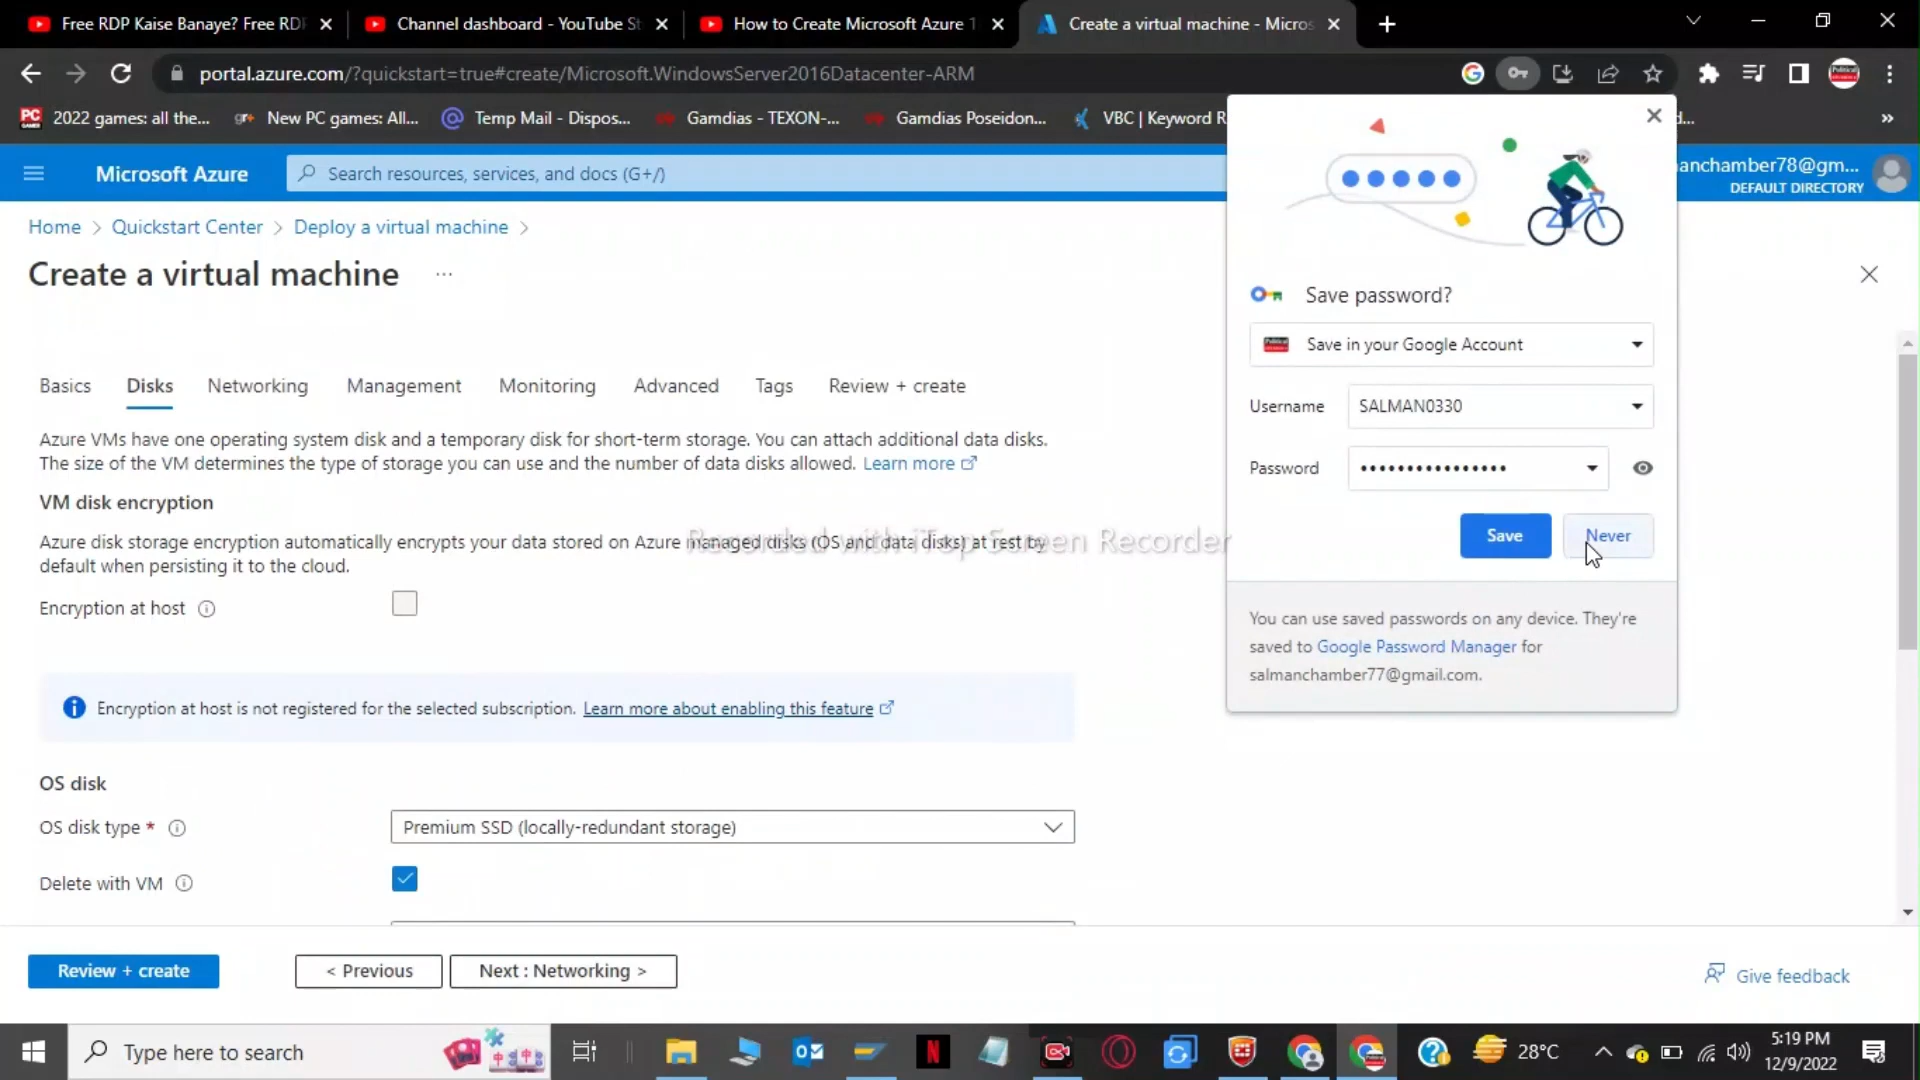 Free RDP Kaise Banaye? Free RD
Channel dashboard - YouTube St
How to Create Microsoft Azure 1
Create a virtual machine - Micros
portal.azure.com/?quickstart=true#create/Microsoft.WindowsServer2016Datacenter-ARM
PC GAMER
2022 games: all the...
gr+
New PC games: All...
Temp Mail - Dispos...
Gamdias - TEXON-...
Gamdias Poseidon...
VBC | Keyword R
d...
Microsoft Azure
Search resources, services, and docs (G+/)
anchamber78@gm...
DEFAULT DIRECTORY
Home > Quickstart Center > Deploy a virtual machine >
Create a virtual machine ...
Basics
Disks
Networking
Management
Monitoring
Advanced
Tags
Review + create
Azure VMs have one operating system disk and a temporary disk for short-term storage. You can attach additional data disks.
The size of the VM determines the type of storage you can use and the number of data disks allowed. Learn more
VM disk encryption
Azure disk storage encryption automatically encrypts your data stored on Azure managed disks (OS and data disks) at rest by
default when persisting it to the cloud.
Recorded with iTop Screen Recorder
Encryption at host
Encryption at host is not registered for the selected subscription. Learn more about enabling this feature
OS disk
OS disk type *
Premium SSD (locally-redundant storage)
Delete with VM
Review + create
< Previous
Next : Networking >
Give feedback
Save password?
Save in your Google Account
Username
SALMAN0330
Password
Save
Never
You can use saved passwords on any device. They're
saved to Google Password Manager for
salmanchamber77@gmail.com.
Type here to search
28°C
5:19 PM
12/9/2022